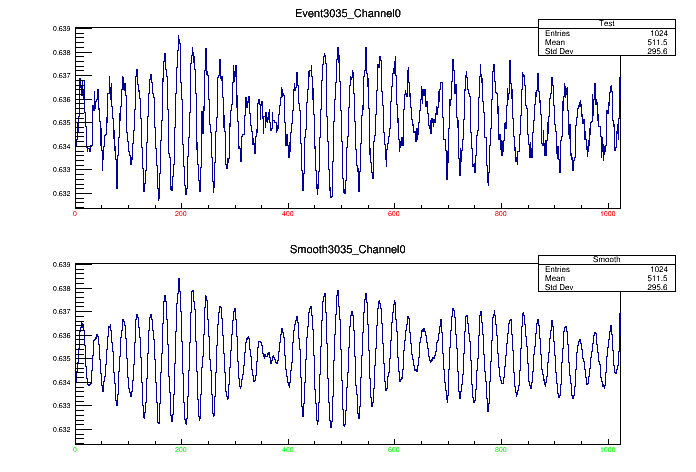 Event3035_Channel0
Test
Entries 1024
Mean 511.5
Std Dev 295.6
0.639
0.638
0.637
0.636
0.635
0.634
0.633
0.632
0 200 400 600 800 1000
Smooth3035_Channel0
Smooth
Entries 1024
Mean 511.5
Std Dev 295.6
0.639
0.638
0.637
0.636
0.635
0.634
0.633
0.632
0 200 400 600 800 1000